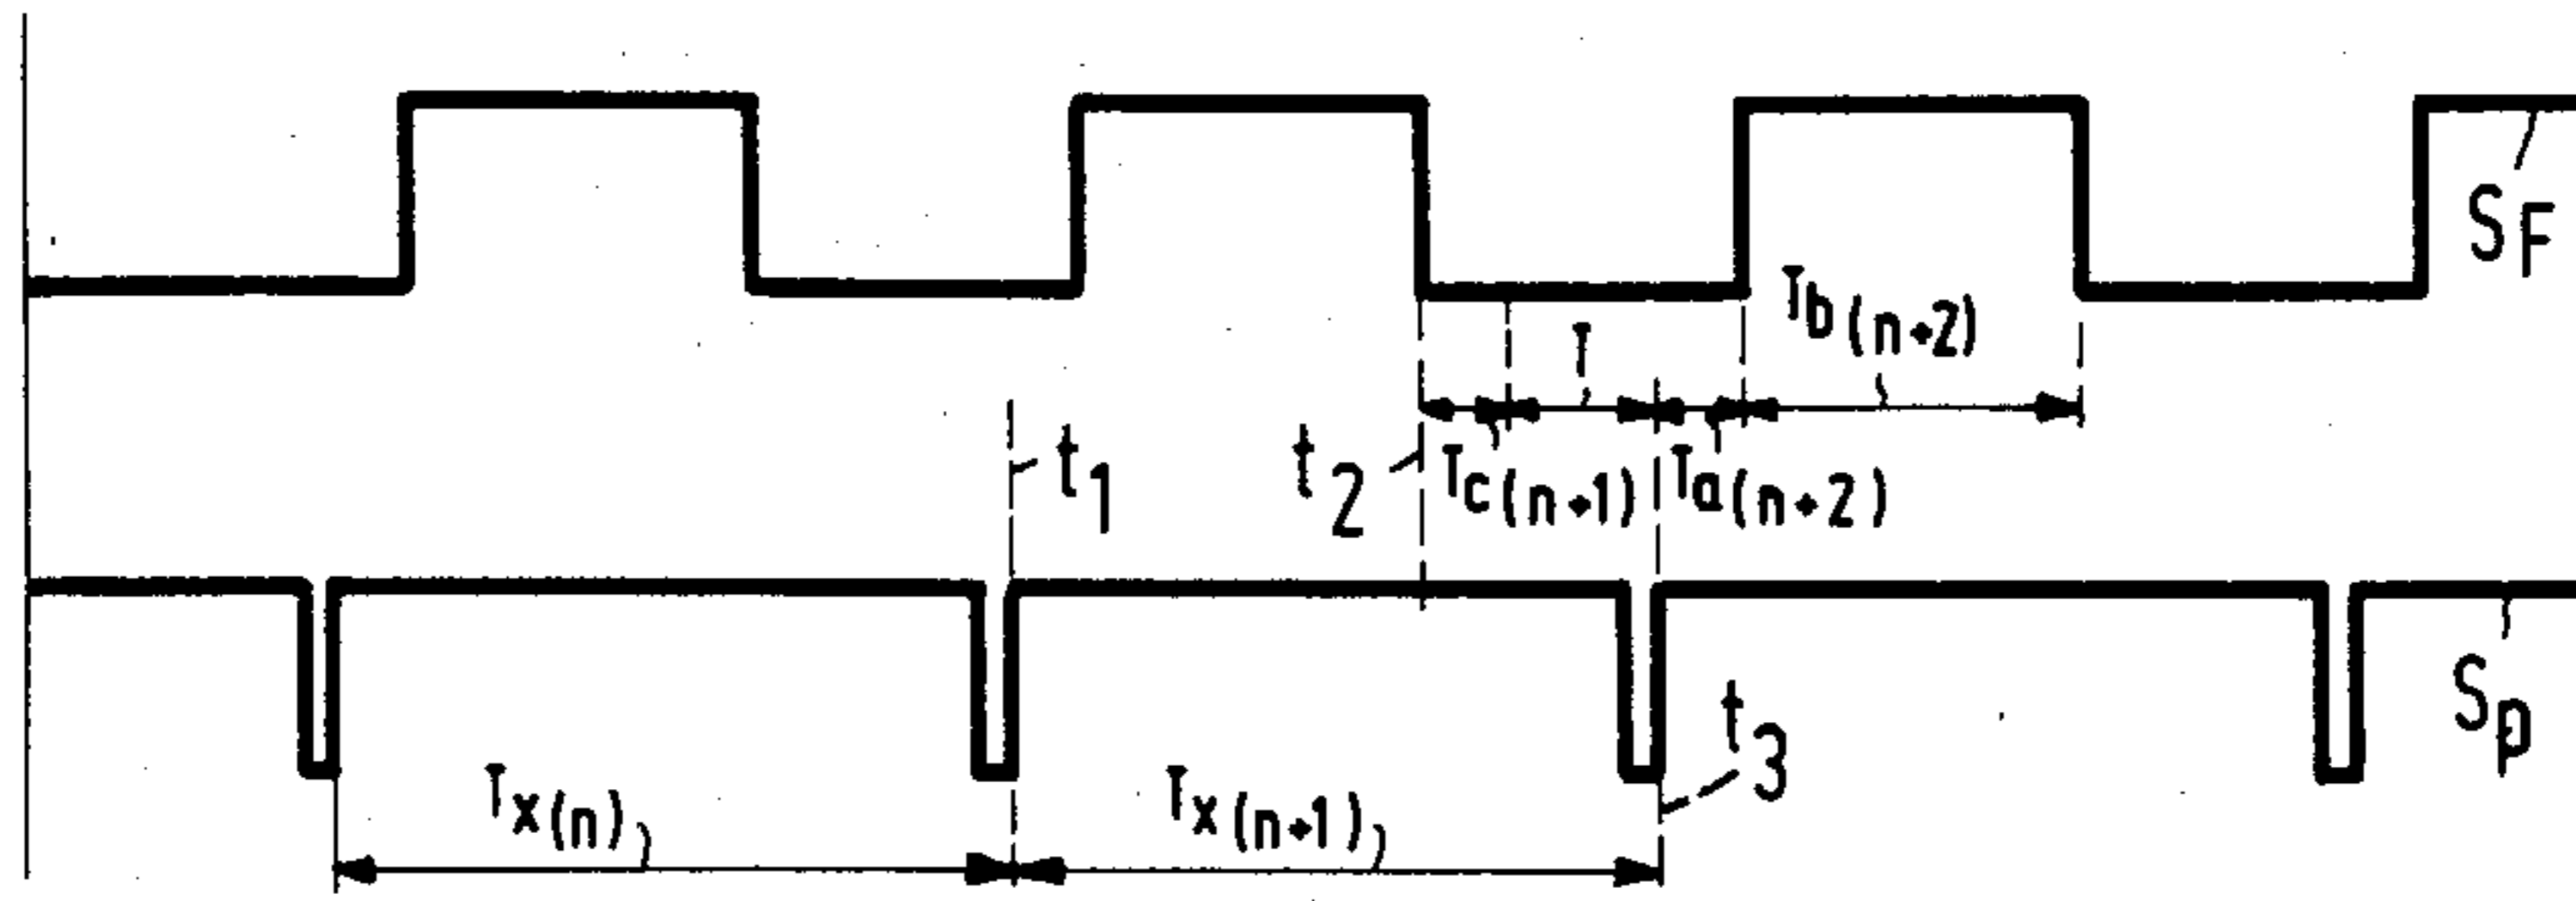 S_F
T_b(n+2)
T
t_1
t_2
T_c(n+1)
T_a(n+2)
S_p
t_3
T_x(n)
T_x(n+1)